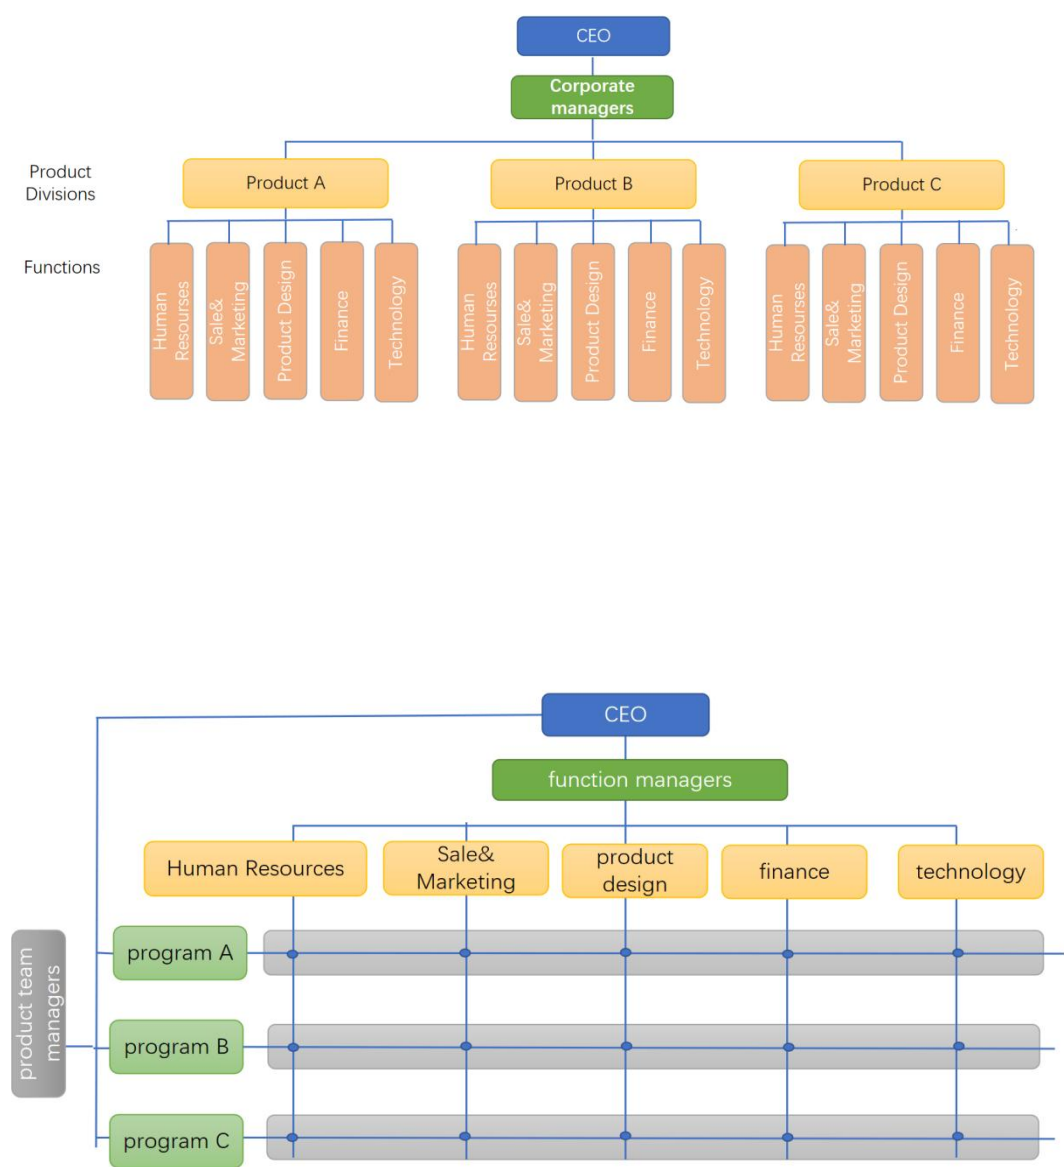 CEO
Corporate
managers
Product
Divisions
Product A
Product B
Product C
Functions
Human
Resourses
Sale&
Marketing
Product Design
Finance
Technology
Human
Resourses
Sale&
Marketing
Product Design
Finance
Technology
Human
Resourses
Sale&
Marketing
Product Design
Finance
Technology
CEO
function managers
Human Resources
Sale&
Marketing
product
design
finance
technology
product team
managers
program A
program B
program C